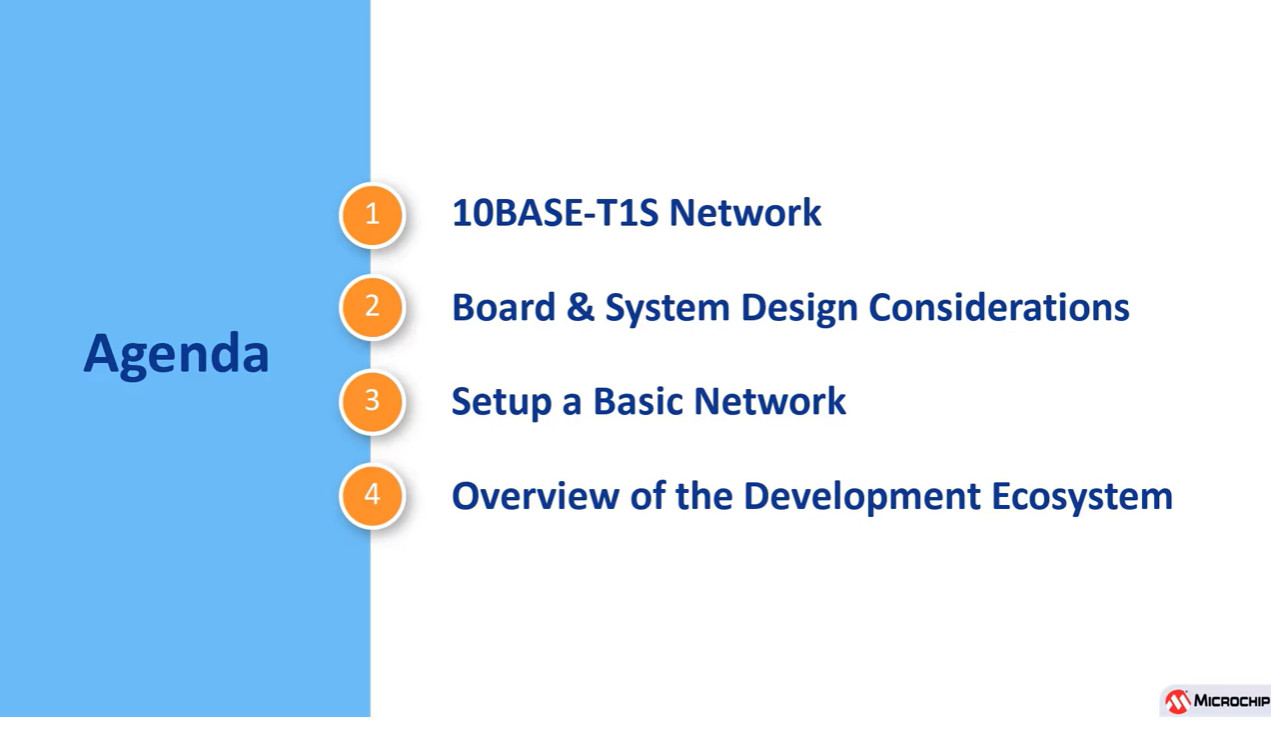 Agenda
1
10BASE-T1S Network
2
Board & System Design Considerations
3
Setup a Basic Network
4
Overview of the Development Ecosystem
MICROCHIP